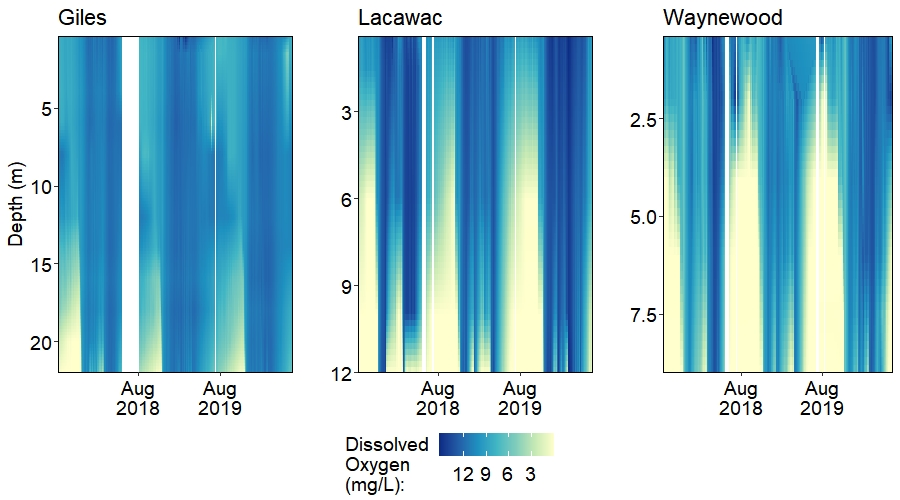 Giles
Lacawac
Waynewood
Depth (m)
5
10
15
20
3
6
9
12
2.5
5.0
7.5
Aug
2018
Aug
2019
Aug
2018
Aug
2019
Aug
2018
Aug
2019
Dissolved
Oxygen
(mg/L):
12 9 6 3